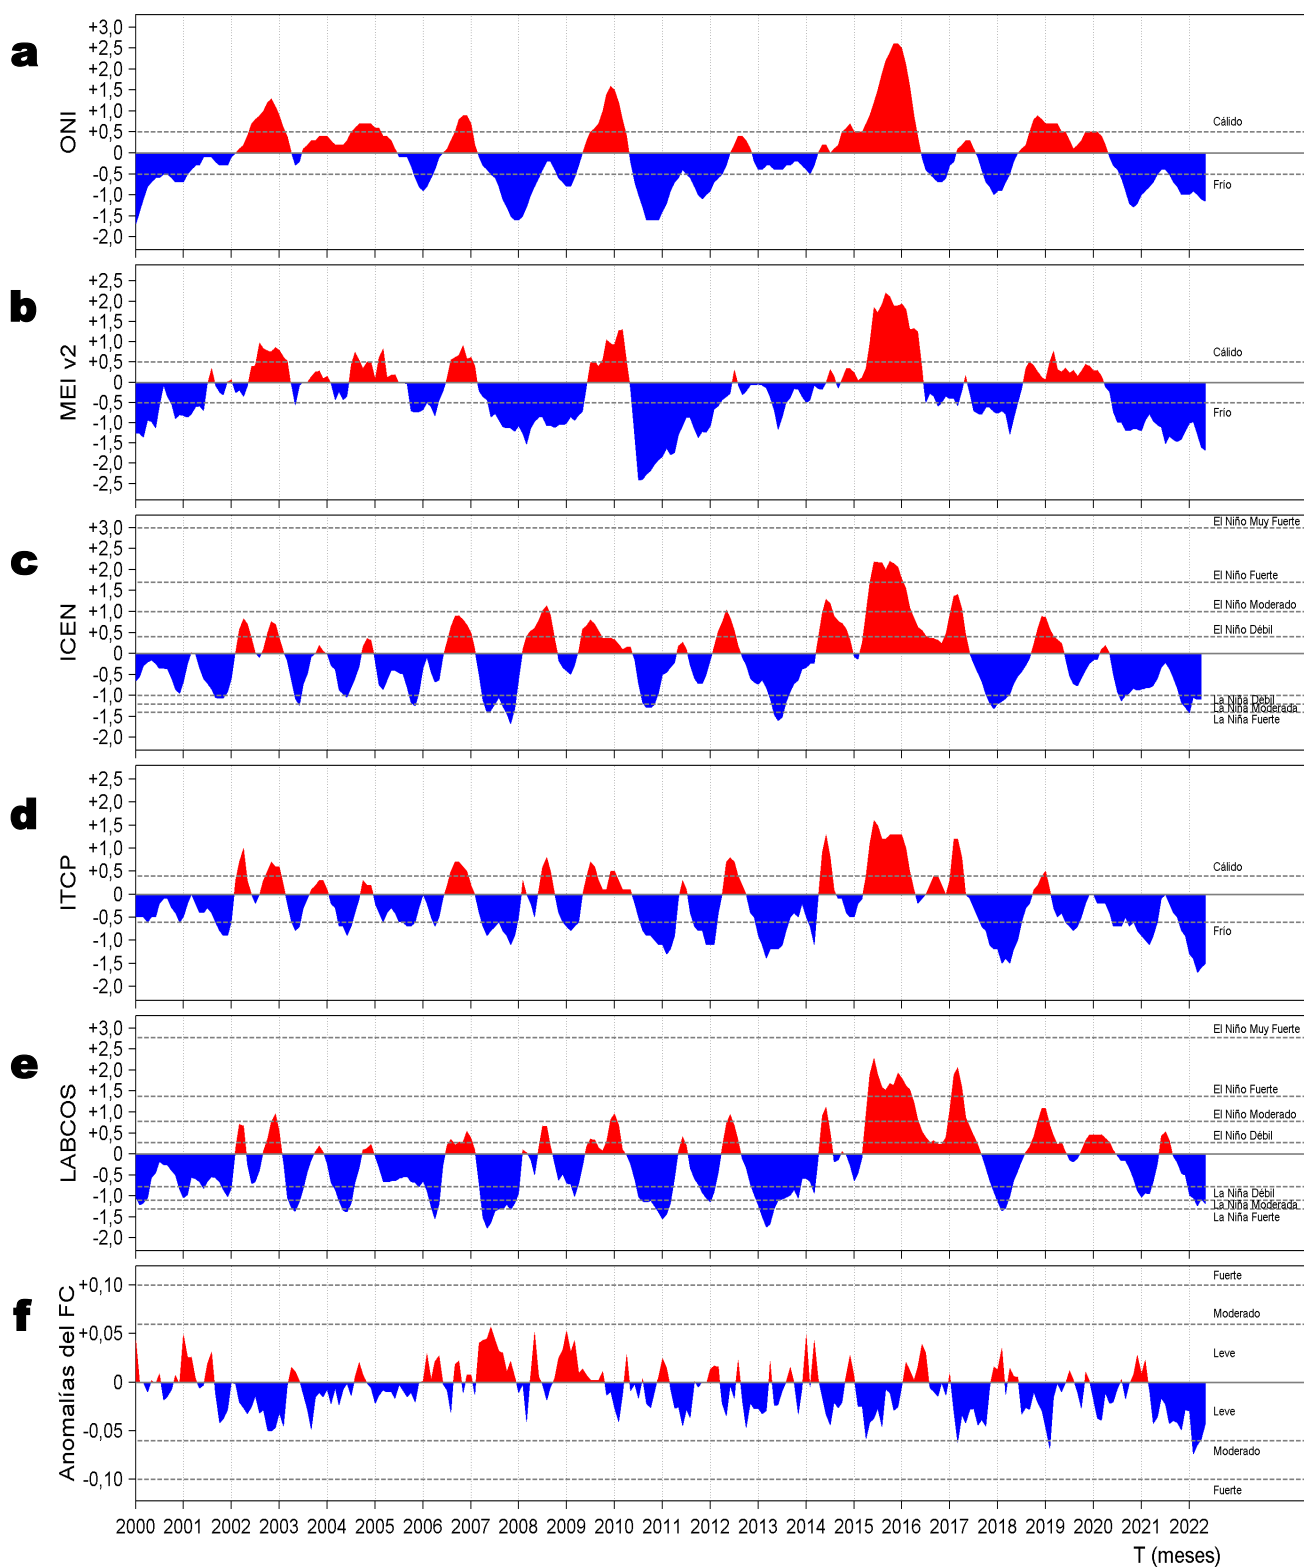 a
ONI
+3,0
+2,5
+2,0
+1,5
+1,0
+0,5
0
-0,5
-1,0
-1,5
-2,0
Cálido
Frío
b
MEI v2
+2,5
+2,0
+1,5
+1,0
+0,5
0
-0,5
-1,0
-1,5
-2,0
-2,5
Cálido
Frío
c
ICEN
+3,0
+2,5
+2,0
+1,5
+1,0
+0,5
0
-0,5
-1,0
-1,5
-2,0
El Niño Muy Fuerte
El Niño Fuerte
El Niño Moderado
El Niño Débil
La Niña Débil
La Niña Moderada
La Niña Fuerte
d
ITCP
+2,5
+2,0
+1,5
+1,0
+0,5
0
-0,5
-1,0
-1,5
-2,0
Cálido
Frío
e
LABCOS
+3,0
+2,5
+2,0
+1,5
+1,0
+0,5
0
-0,5
-1,0
-1,5
-2,0
El Niño Muy Fuerte
El Niño Fuerte
El Niño Moderado
El Niño Débil
La Niña Débil
La Niña Moderada
La Niña Fuerte
f
Anomalías del FC
+0,10
+0,05
0
-0,05
-0,10
Fuerte
Moderado
Leve
Leve
Moderado
Fuerte
2000 2001 2002 2003 2004 2005 2006 2007 2008 2009 2010 2011 2012 2013 2014 2015 2016 2017 2018 2019 2020 2021 2022
T (meses)